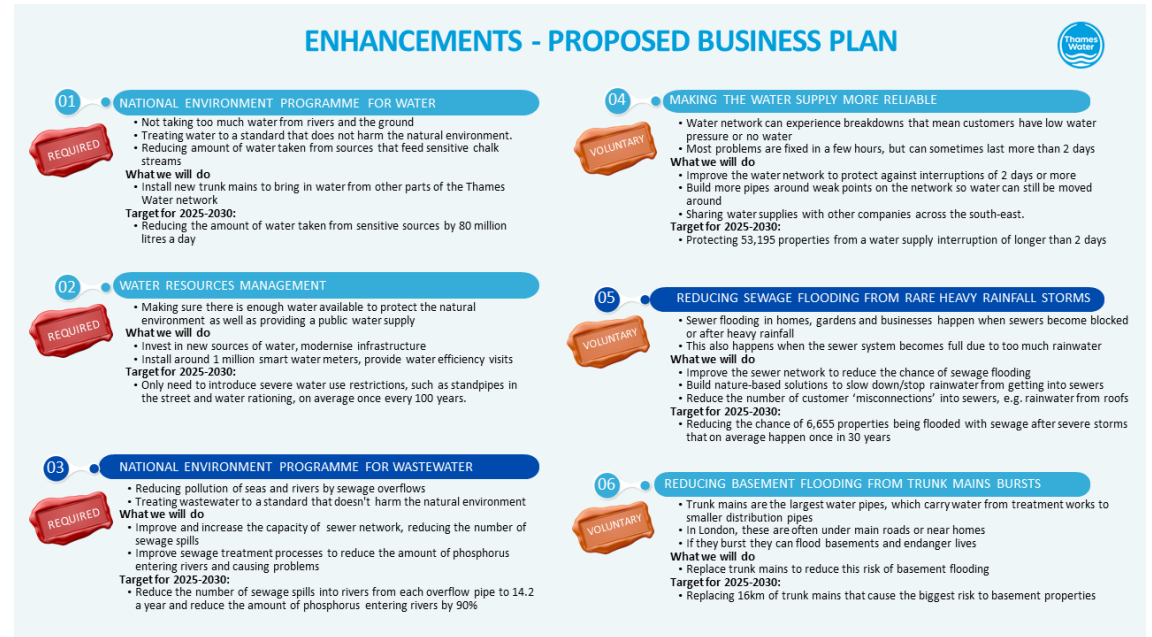 ENHANCEMENTS - PROPOSED BUSINESS PLAN
Thames
Water
01
NATIONAL ENVIRONMENT PROGRAMME FOR WATER
REQUIRED
• Not taking too much water from rivers and the ground
• Treating water to a standard that does not harm the natural environment.
• Reducing amount of water taken from sources that feed sensitive chalk
streams
What we will do
• Install new trunk mains to bring in water from other parts of the Thames
Water network
Target for 2025-2030:
• Reducing the amount of water taken from sensitive sources by 80 million
litres a day
02
WATER RESOURCES MANAGEMENT
REQUIRED
• Making sure there is enough water available to protect the natural
environment as well as providing a public water supply
What we will do
• Invest in new sources of water, modernise infrastructure
• Install around 1 million smart water meters, provide water efficiency visits
Target for 2025-2030:
• Only need to introduce severe water use restrictions, such as standpipes in
the street and water rationing, on average once every 100 years.
03
NATIONAL ENVIRONMENT PROGRAMME FOR WASTEWATER
REQUIRED
• Reducing pollution of seas and rivers by sewage overflows
• Treating wastewater to a standard that doesn't harm the natural environment
What we will do
• Improve and increase the capacity of sewer network, reducing the number of
sewage spills
• Improve sewage treatment processes to reduce the amount of phosphorus
entering rivers and causing problems
Target for 2025-2030:
• Reduce the number of sewage spills into rivers from each overflow pipe to 14.2
a year and reduce the amount of phosphorus entering rivers by 90%
04
MAKING THE WATER SUPPLY MORE RELIABLE
VOLUNTARY
• Water network can experience breakdowns that mean customers have low water
pressure or no water
• Most problems are fixed in a few hours, but can sometimes last more than 2 days
What we will do
• Improve the water network to protect against interruptions of 2 days or more
• Build more pipes around weak points on the network so water can still be moved
around
• Sharing water supplies with other companies across the south-east.
Target for 2025-2030:
• Protecting 53,195 properties from a water supply interruption of longer than 2 days
05
REDUCING SEWAGE FLOODING FROM RARE HEAVY RAINFALL STORMS
VOLUNTARY
• Sewer flooding in homes, gardens and businesses happen when sewers become blocked
or after heavy rainfall
• This also happens when the sewer system becomes full due to too much rainwater
What we will do
• Improve the sewer network to reduce the chance of sewage flooding
• Build nature-based solutions to slow down/stop rainwater from getting into sewers
• Reduce the number of customer ‘misconnections’ into sewers, e.g. rainwater from roofs
Target for 2025-2030:
• Reducing the chance of 6,655 properties being flooded with sewage after severe storms
that on average happen once in 30 years
06
REDUCING BASEMENT FLOODING FROM TRUNK MAINS BURSTS
VOLUNTARY
• Trunk mains are the largest water pipes, which carry water from treatment works to
smaller distribution pipes
• In London, these are often under main roads or near homes
• If they burst they can flood basements and endanger lives
What we will do
• Replace trunk mains to reduce this risk of basement flooding
Target for 2025-2030:
• Replacing 16km of trunk mains that cause the biggest risk to basement properties